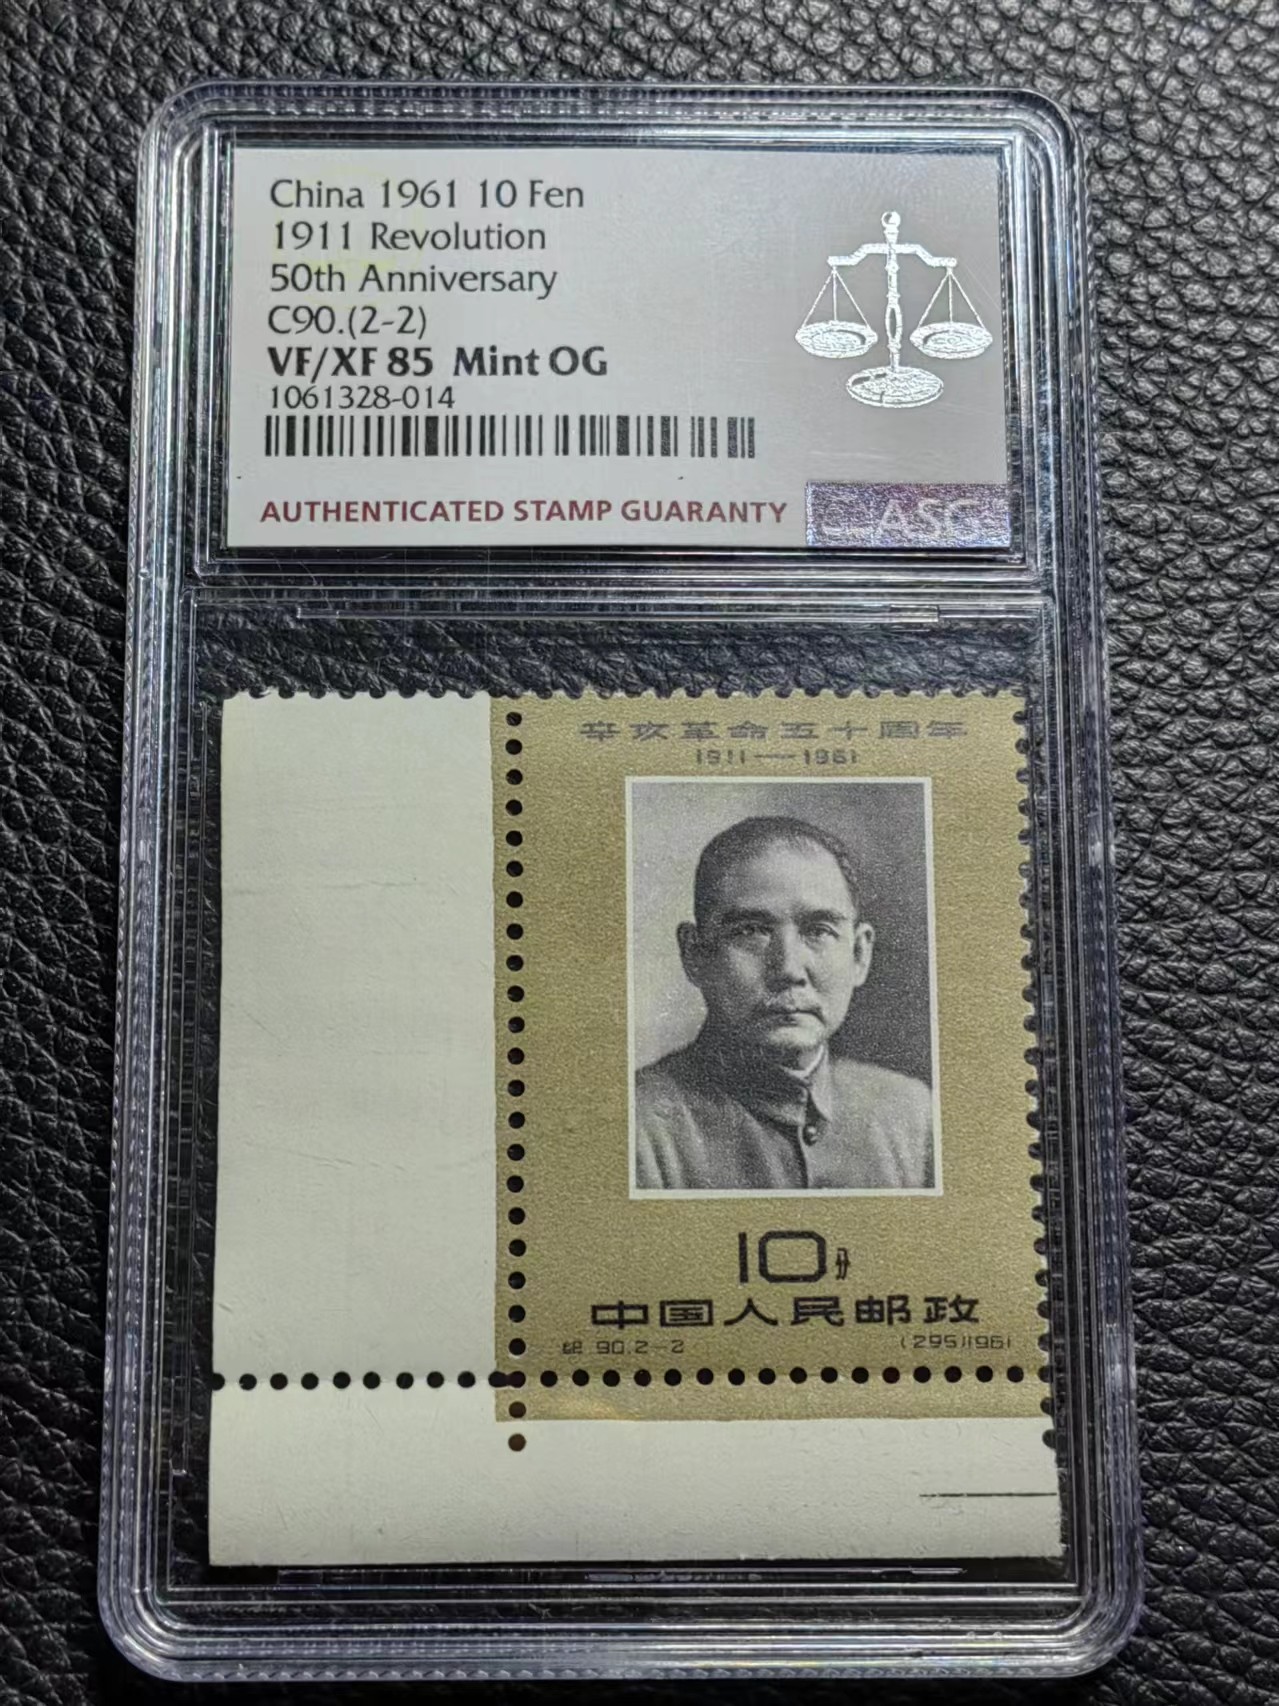 China 1961 10 Fen
1911 Revolution
50th Anniversary
C90.(2-2)
VF/XF 85 Mint OG
1061328-014
AUTHENTICATED STAMP GUARANTY
ASG
辛亥革命五十周年
1911—1961
10分
中国人民邮政
纪 90.2-2 (295)1961